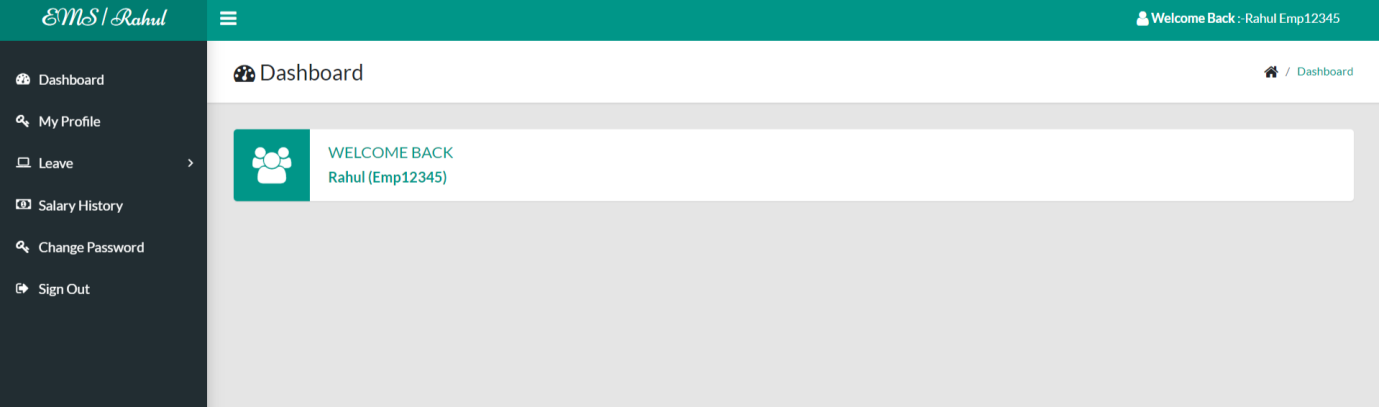 EMS | Rahul
Welcome Back :-Rahul Emp12345
Dashboard
/ Dashboard
Dashboard
My Profile
Leave
Salary History
Change Password
Sign Out
WELCOME BACK
Rahul (Emp12345)